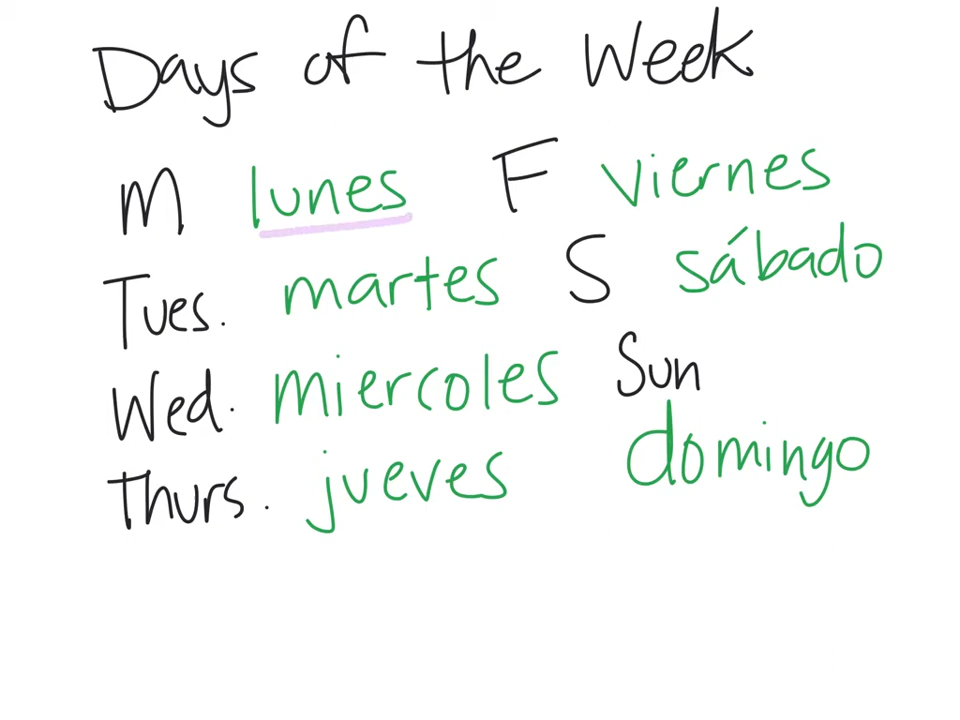 Days of the Week
M lunes F viernes
Tues. martes S sábado
Wed. miercoles Sun
Thurs. jueves domingo